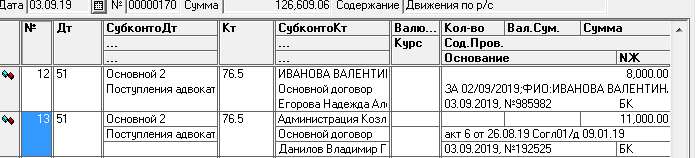 Дата 03.09.19 № 00000170 Сумма 126,609.06 Содержание Движения по р/с
№ Дт СубконтоДт Кт СубконтоКт Валю... Кол-во Вал.Сум. Сумма
... ... Курс Сод.Пров.
... ... Основание NЖ
12 51 Основной 2 76.5 ИВАНОВА ВАЛЕНТИ 8,000.00
Поступления адвокат Основной договор ЗА 02/09/2019;ФИО:ИВАНОВА ВАЛЕНТИН.
Егорова Надежда Ал 03.09.2019, №985982 БК
13 51 Основной 2 76.5 Администрация Козл 11,000.00
Поступления адвокат Основной договор акт 6 от 26.08.19 Согл01/д 09.01.19
Данилов Владимир Г 03.09.2019, №192525 БК